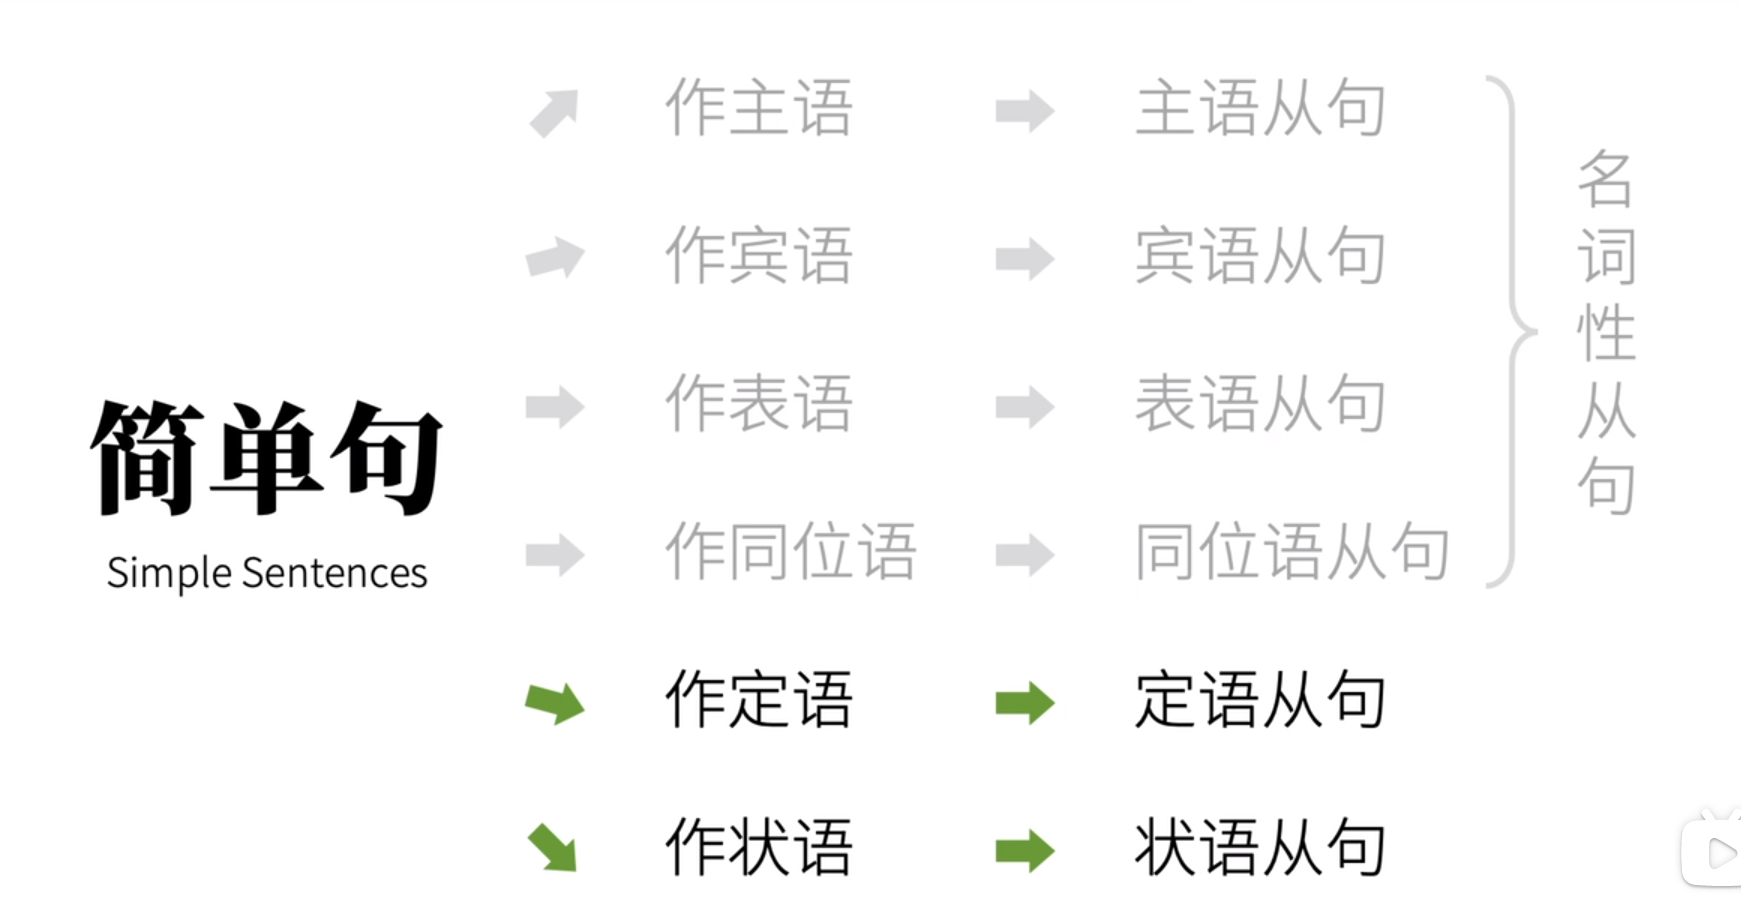 作主语 主语从句
作宾语 宾语从句
作表语 表语从句
作同位语 同位语从句
名词性从句
简单句
Simple Sentences
作定语 定语从句
作状语 状语从句